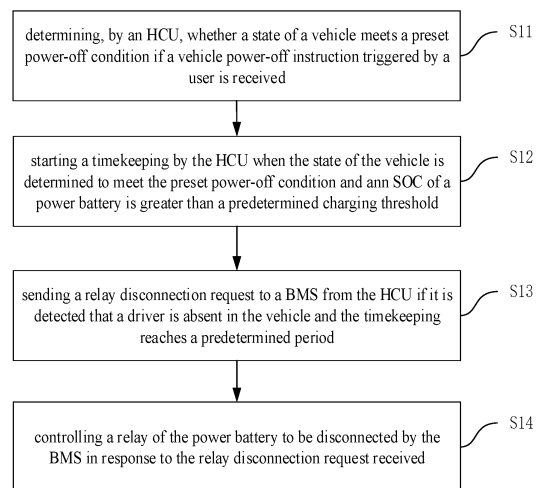 determining, by an HCU, whether a state of a vehicle meets a preset
power-off condition if a vehicle power-off instruction triggered by a
user is received
S11
starting a timekeeping by the HCU when the state of the vehicle is
determined to meet the preset power-off condition and ann SOC of a
power battery is greater than a predetermined charging threshold
S12
sending a relay disconnection request to a BMS from the HCU if it is
detected that a driver is absent in the vehicle and the timekeeping
reaches a predetermined period
S13
controlling a relay of the power battery to be disconnected by the
BMS in response to the relay disconnection request received
S14